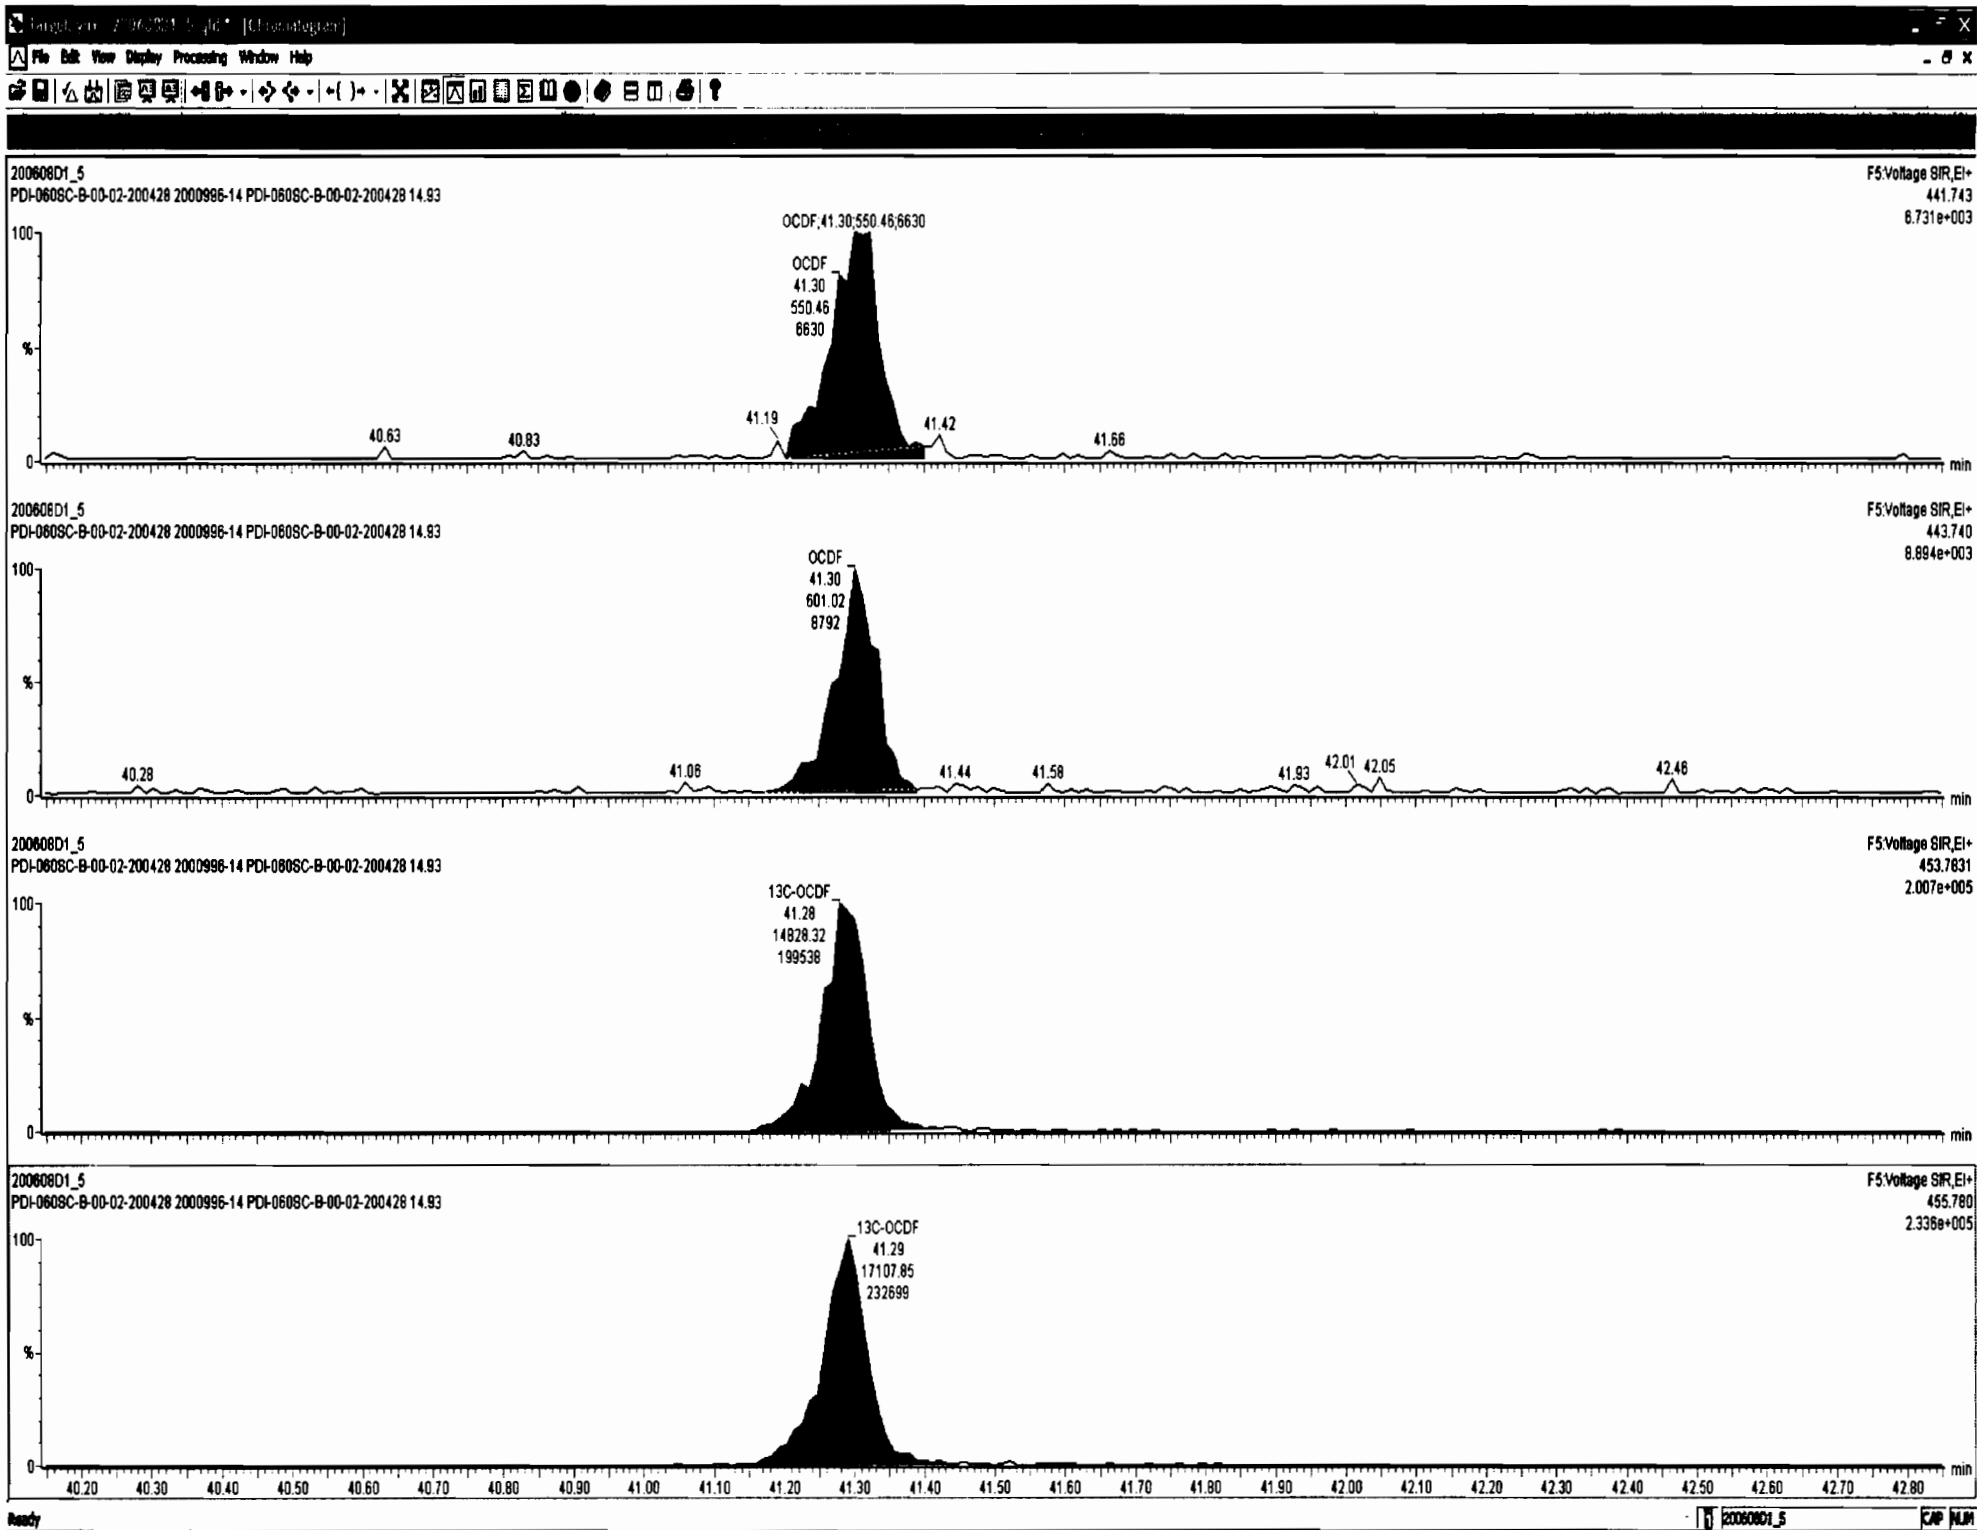 [Chromatogram]
File Edit View Display Processing Window Help
200608D1_5
PDI-060SC-B-00-02-200428 2000996-14 PDI-060SC-B-00-02-200428 14.93
F5:Voltage SIR,EI+
441.743
6.731e+003
OCDF;41.30;550.46;6630
100
OCDF
41.30
550.46
6630
%
41.19
41.42
40.63
40.83
41.66
0
min
200608D1_5
PDI-060SC-B-00-02-200428 2000996-14 PDI-060SC-B-00-02-200428 14.93
F5:Voltage SIR,EI+
443.740
8.894e+003
100
OCDF
41.30
601.02
8792
%
40.28
41.06
41.44
41.58
41.93
42.01
42.05
42.46
0
min
200608D1_5
PDI-060SC-B-00-02-200428 2000996-14 PDI-060SC-B-00-02-200428 14.93
F5:Voltage SIR,EI+
453.7831
2.007e+005
100
13C-OCDF
41.28
14828.32
199538
%
0
min
200608D1_5
PDI-060SC-B-00-02-200428 2000996-14 PDI-060SC-B-00-02-200428 14.93
F5:Voltage SIR,EI+
455.780
2.336e+005
100
13C-OCDF
41.29
17107.85
232699
%
0
min
40.20 40.30 40.40 40.50 40.60 40.70 40.80 40.90 41.00 41.10 41.20 41.30 41.40 41.50 41.60 41.70 41.80 41.90 42.00 42.10 42.20 42.30 42.40 42.50 42.60 42.70 42.80
Ready
200608D1_5
CAP NUM